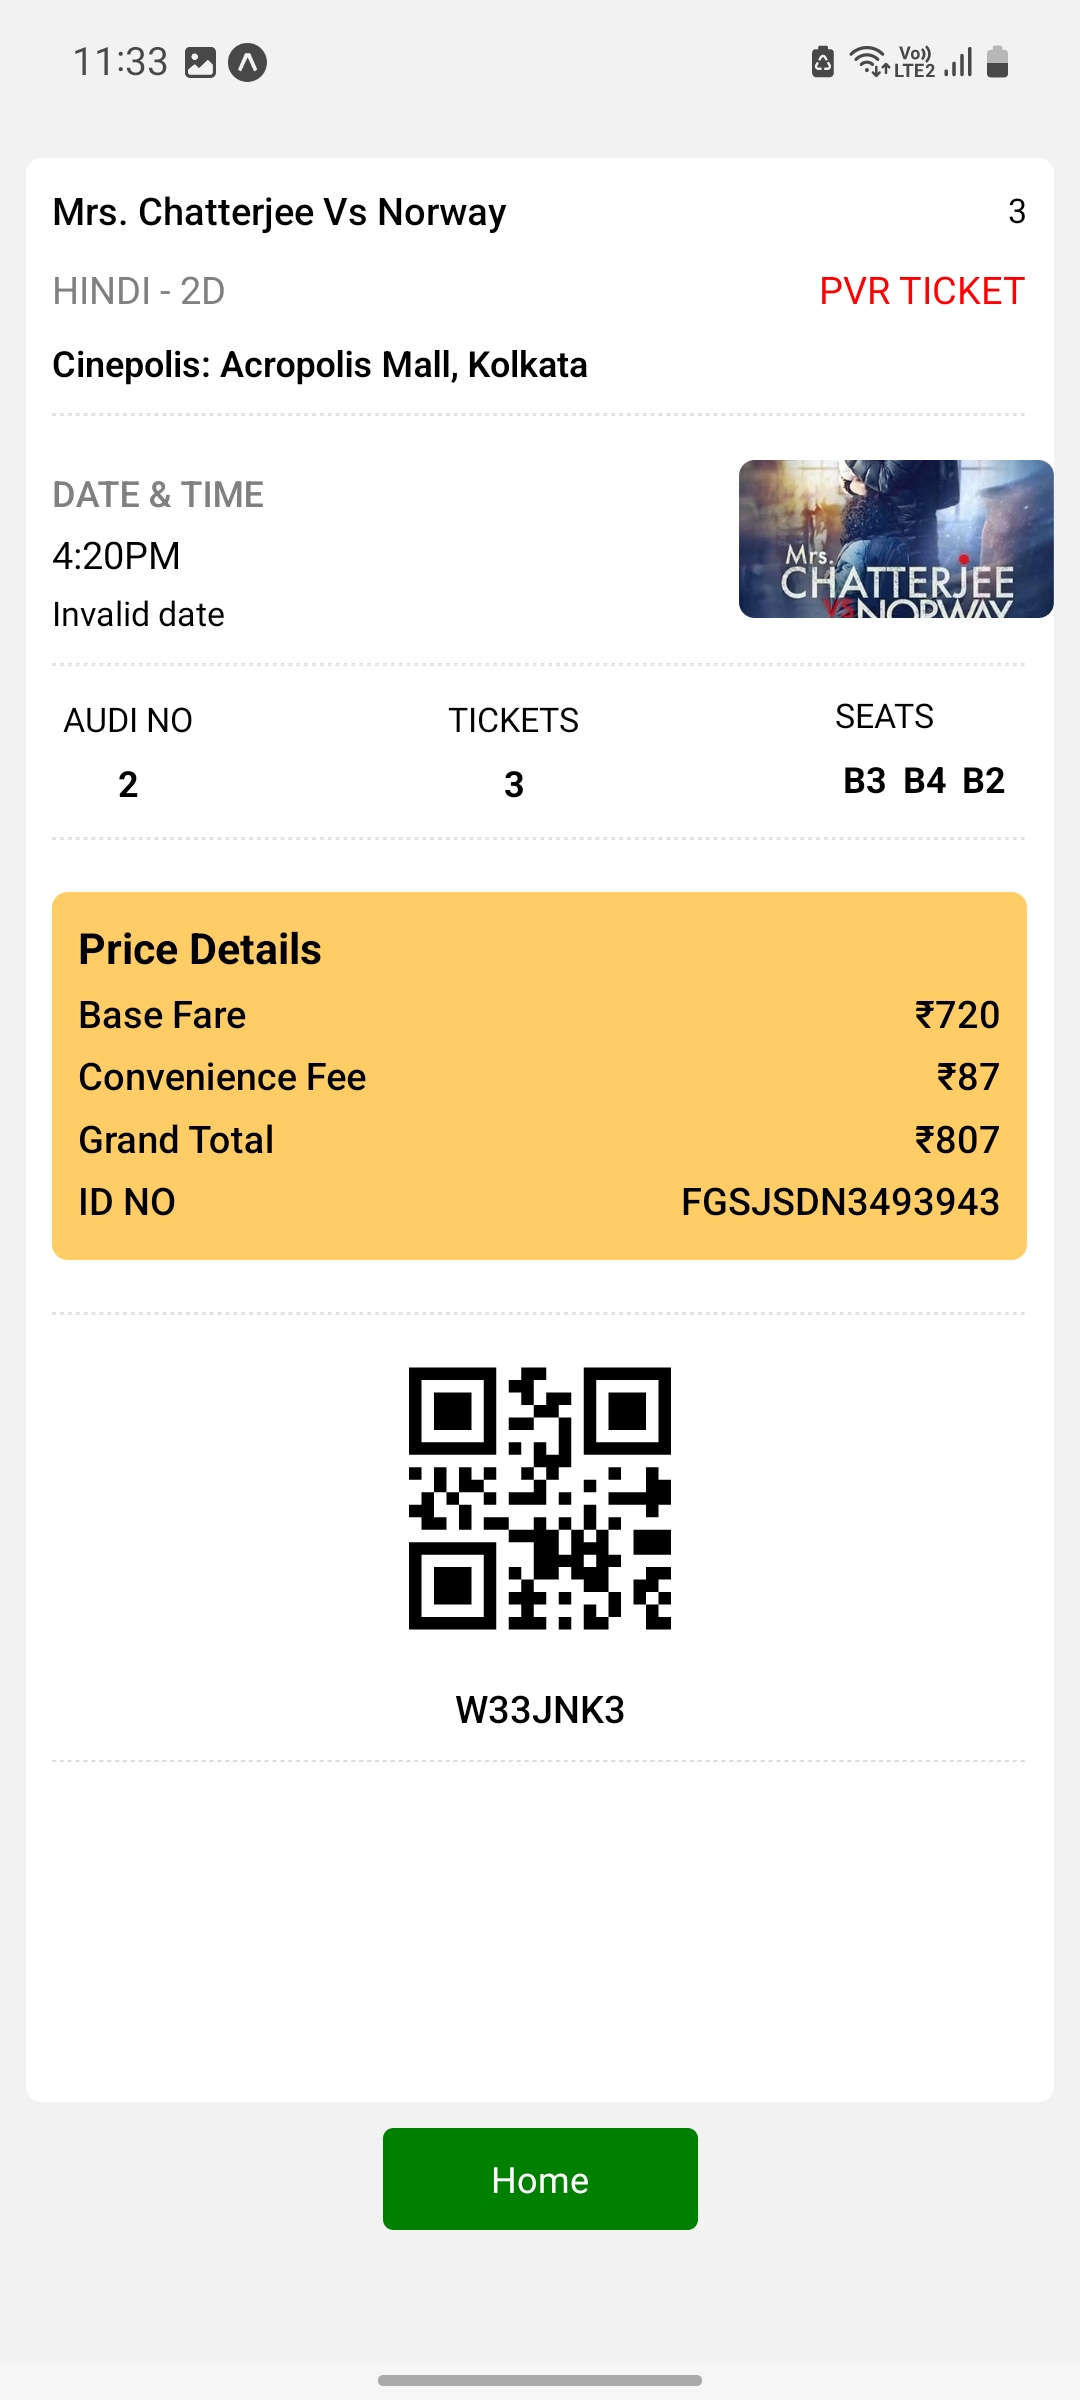 11:33 Vo)) LTE2
Mrs. Chatterjee Vs Norway 3
HINDI - 2D PVR TICKET
Cinepolis: Acropolis Mall, Kolkata
DATE & TIME
4:20PM
Invalid date
Mrs.
CHATTERJEE
VS NORWAY
AUDI NO TICKETS SEATS
2 3 B3 B4 B2
Price Details
Base Fare ₹720
Convenience Fee ₹87
Grand Total ₹807
ID NO FGSJSDN3493943
W33JNK3
Home